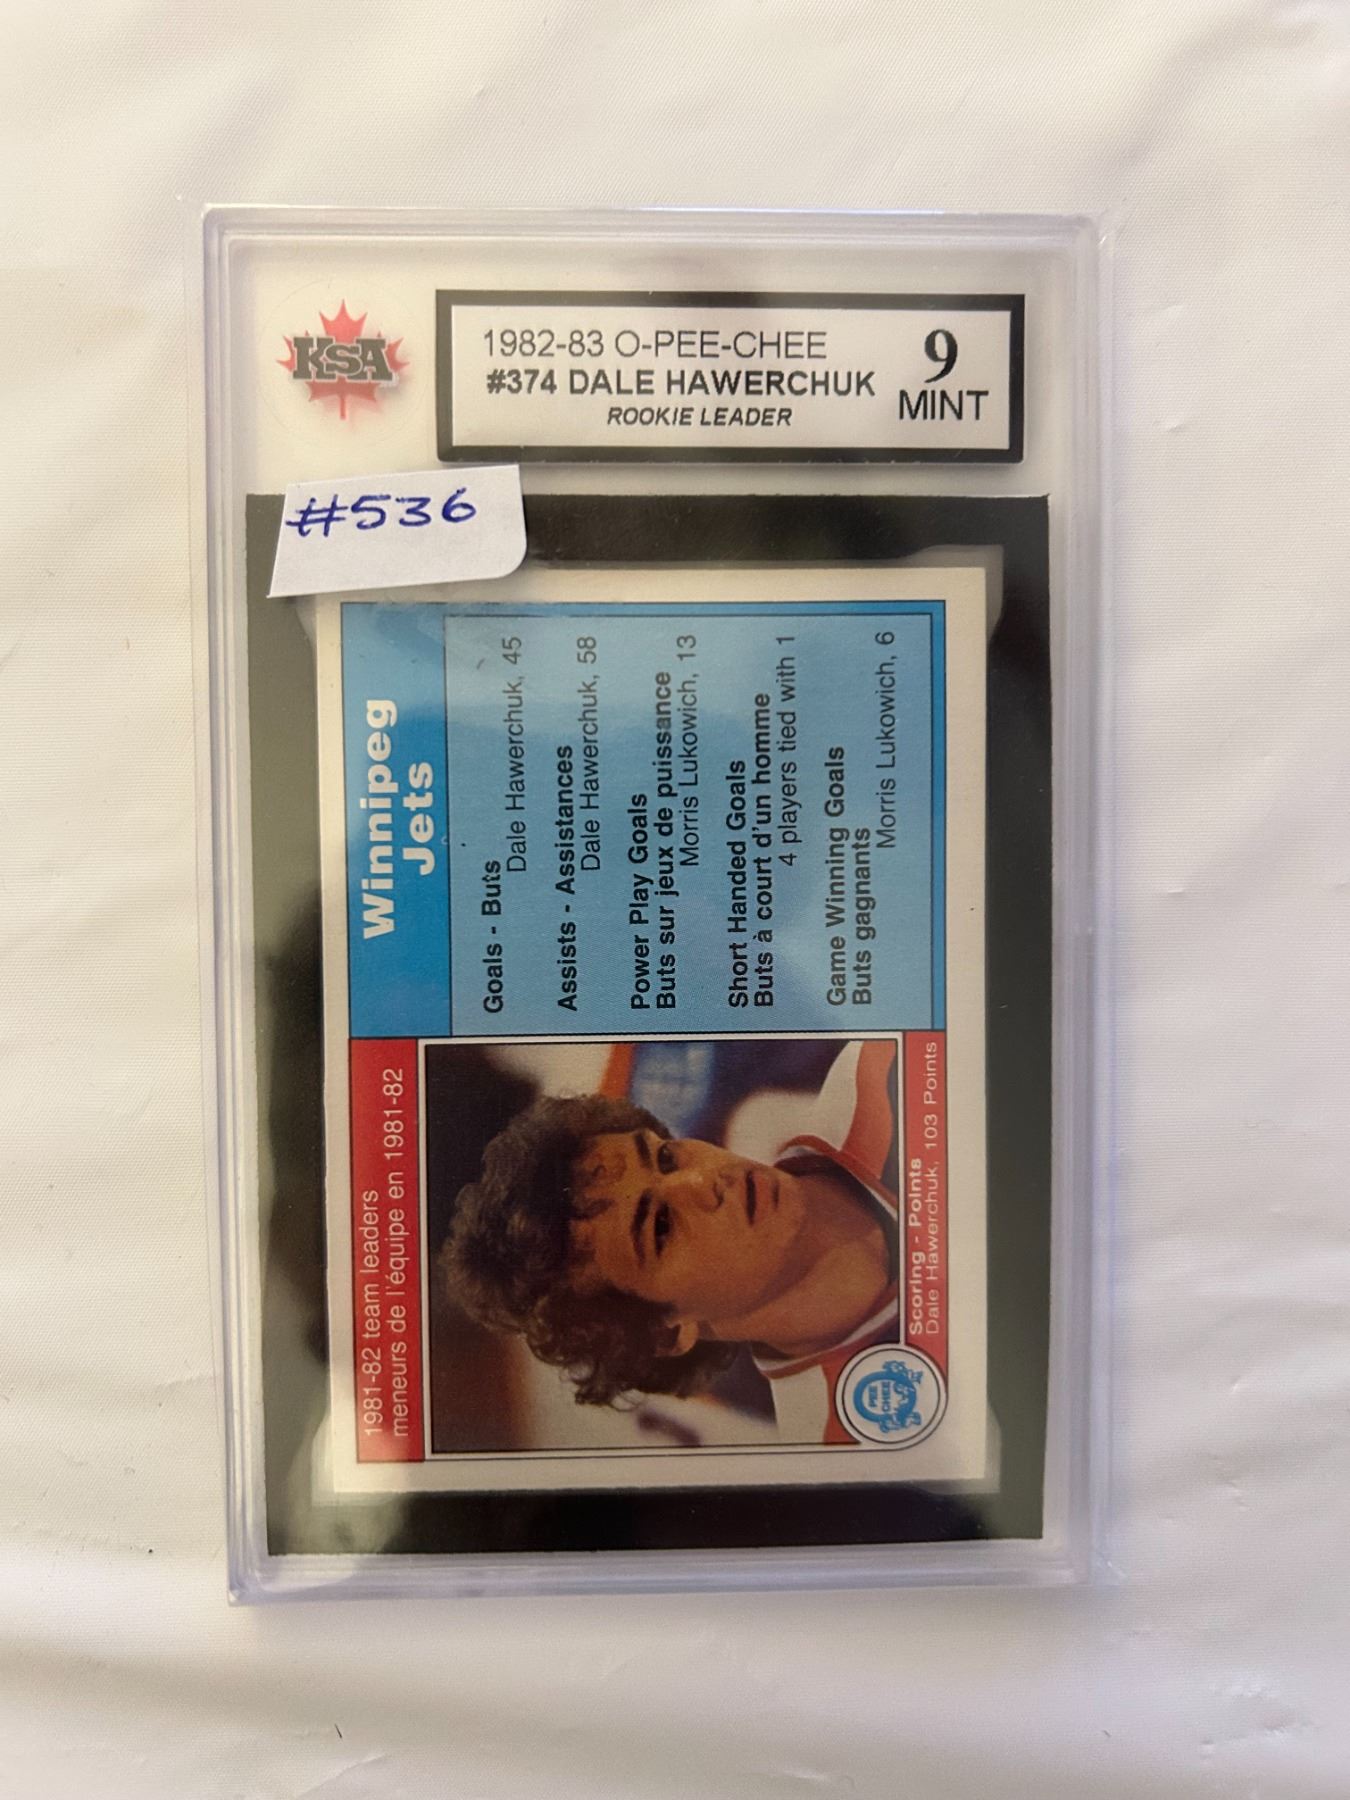 KSA
1982-83 O-PEE-CHEE
#374 DALE HAWERCHUK
ROOKIE LEADER
9
MINT
#536
1981-82 team leaders
meneurs de l'équipe en 1981-82
Winnipeg
Jets
Goals - Buts
Dale Hawerchuk, 45
Assists - Assistances
Dale Hawerchuk, 58
Power Play Goals
Buts sur jeux de puissance
Morris Lukowich, 13
Short Handed Goals
Buts à court d'un homme
4 players tied with 1
Game Winning Goals
Buts gagnants
Morris Lukowich, 6
O
PEE
CHEE
Scoring - Points
Dale Hawerchuk, 103 Points